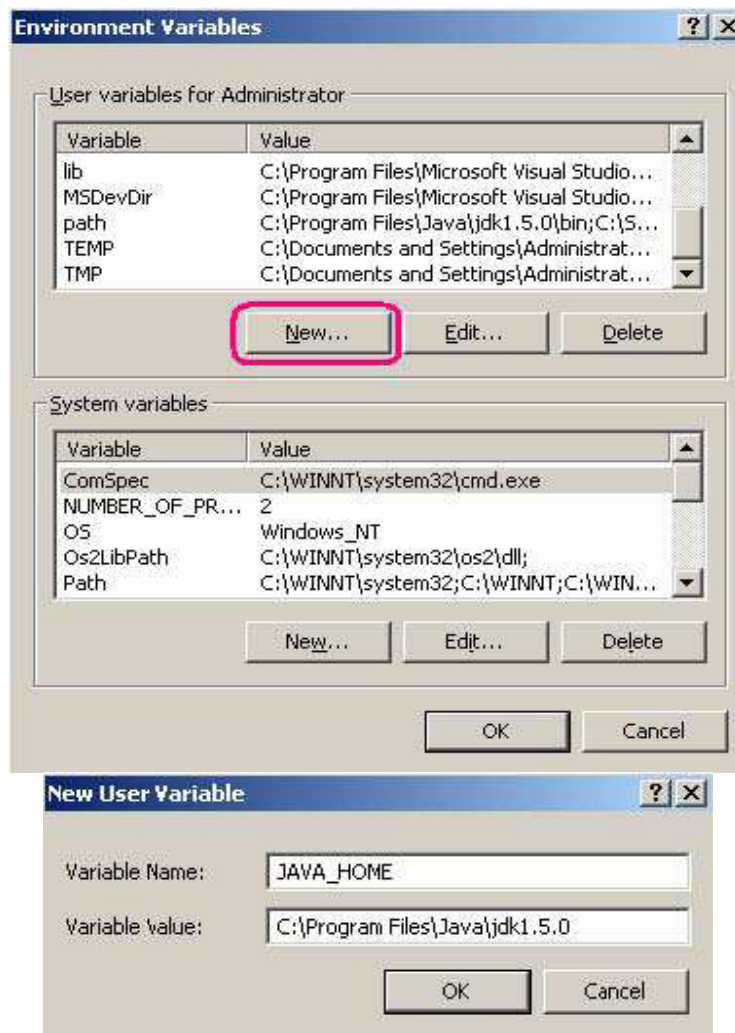 Environment Variables
User variables for Administrator
Variable Value
lib C:\Program Files\Microsoft Visual Studio...
MSDevDir C:\Program Files\Microsoft Visual Studio...
path C:\Program Files\Java\jdk1.5.0\bin;C:\S...
TEMP C:\Documents and Settings\Administrat...
TMP C:\Documents and Settings\Administrat...
New... Edit... Delete
System variables
Variable Value
ComSpec C:\WINNT\system32\cmd.exe
NUMBER_OF_PR... 2
OS Windows_NT
Os2LibPath C:\WINNT\system32\os2\dll;
Path C:\WINNT\system32;C:\WINNT;C:\WIN...
New... Edit... Delete
OK Cancel
New User Variable
Variable Name: JAVA_HOME
Variable Value: C:\Program Files\Java\jdk1.5.0
OK Cancel